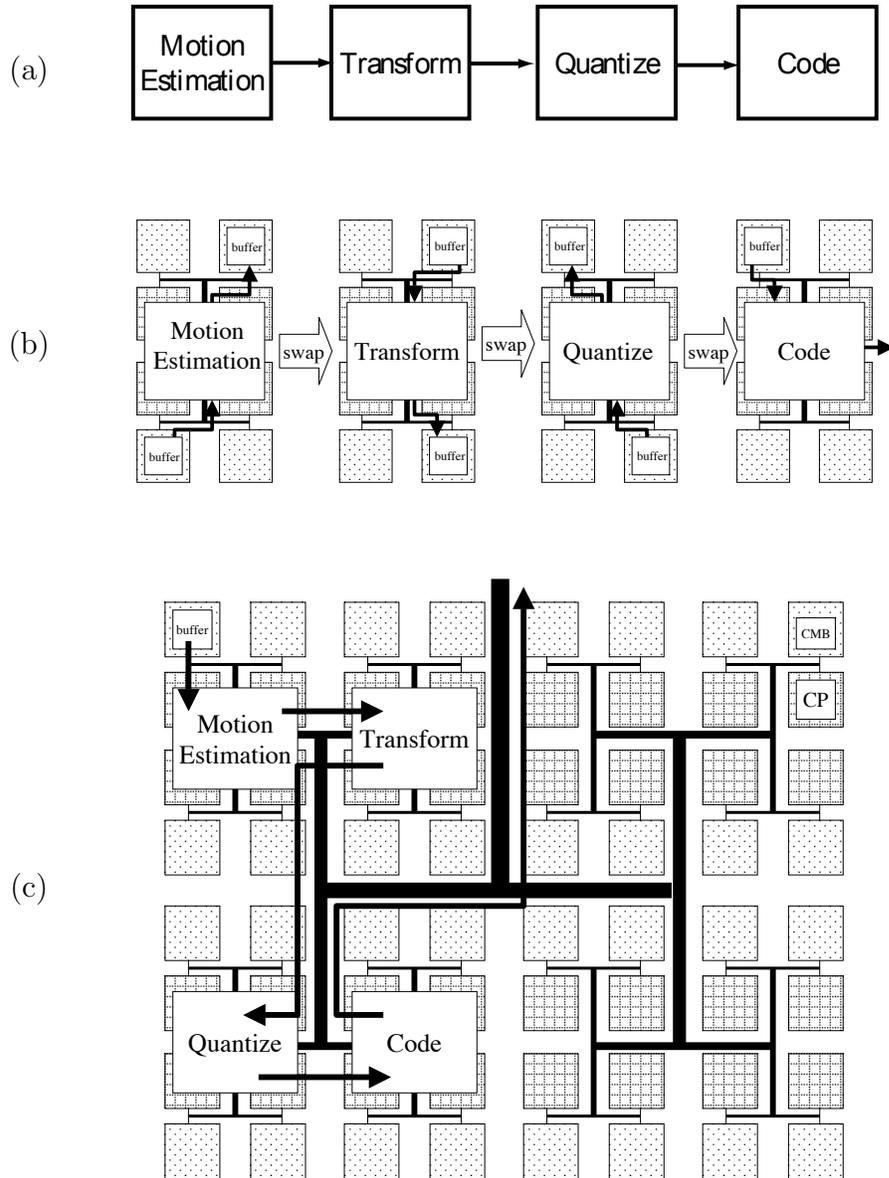 (a)
Motion
Estimation
Transform
Quantize
Code
(b)
buffer
buffer
buffer
buffer
Motion
Estimation
swap
Transform
swap
Quantize
swap
Code
buffer
buffer
buffer
(c)
buffer
CMB
CP
Motion
Estimation
Transform
Quantize
Code